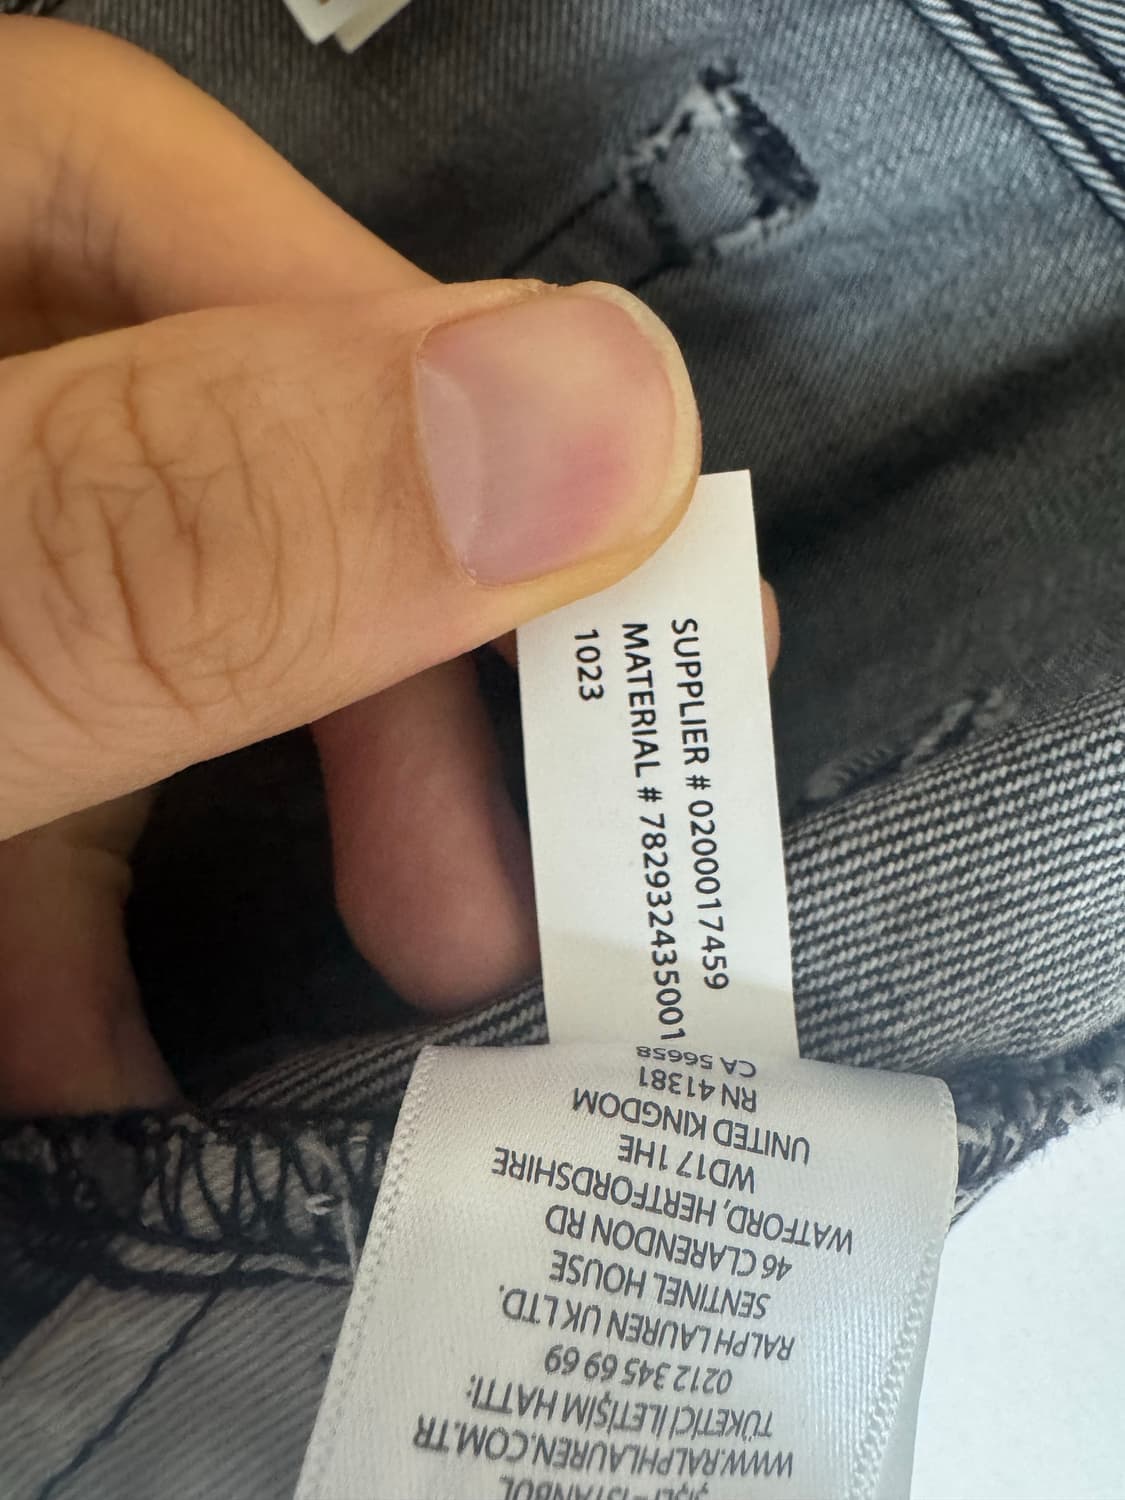 SUPPLIER # 0200017459
MATERIAL # 782932435001
1023
WWW.RALPHLAUREN.COM.TR
TÜKETİCİ İLETİŞİM HATTI:
0212 345 69 69
RALPH LAUREN UK LTD.
SENTINEL HOUSE
46 CLARENDON RD
WATFORD, HERTFORDSHIRE
WD17 1HE
UNITED KINGDOM
RN 41381
CA 56658